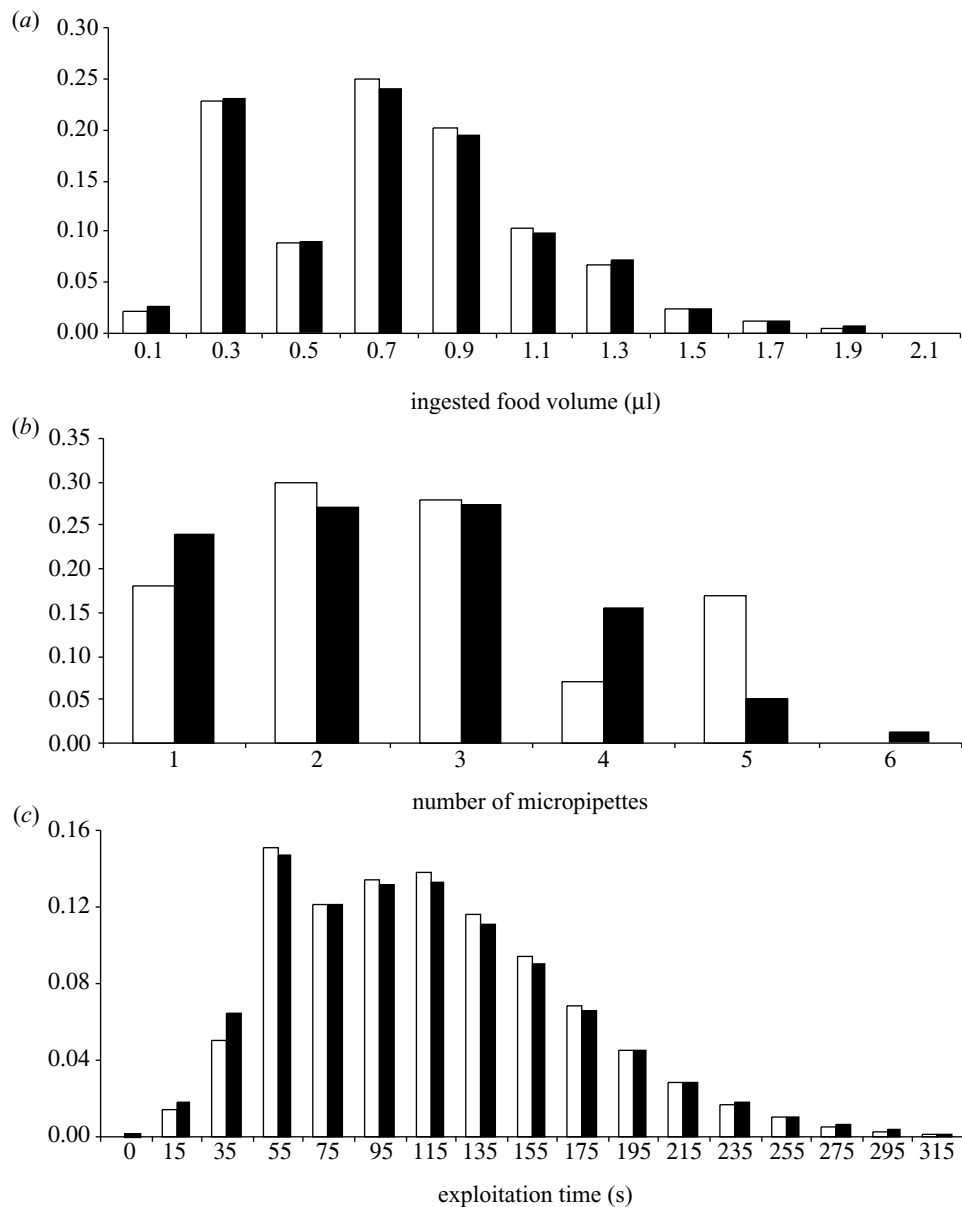 (a)
0.30
0.25
0.20
0.15
0.10
0.05
0.00
0.1 0.3 0.5 0.7 0.9 1.1 1.3 1.5 1.7 1.9 2.1
ingested food volume (μl)
(b)
0.35
0.30
0.25
0.20
0.15
0.10
0.05
0.00
1 2 3 4 5 6
number of micropipettes
(c)
0.16
0.12
0.08
0.04
0.00
0 15 35 55 75 95 115 135 155 175 195 215 235 255 275 295 315
exploitation time (s)